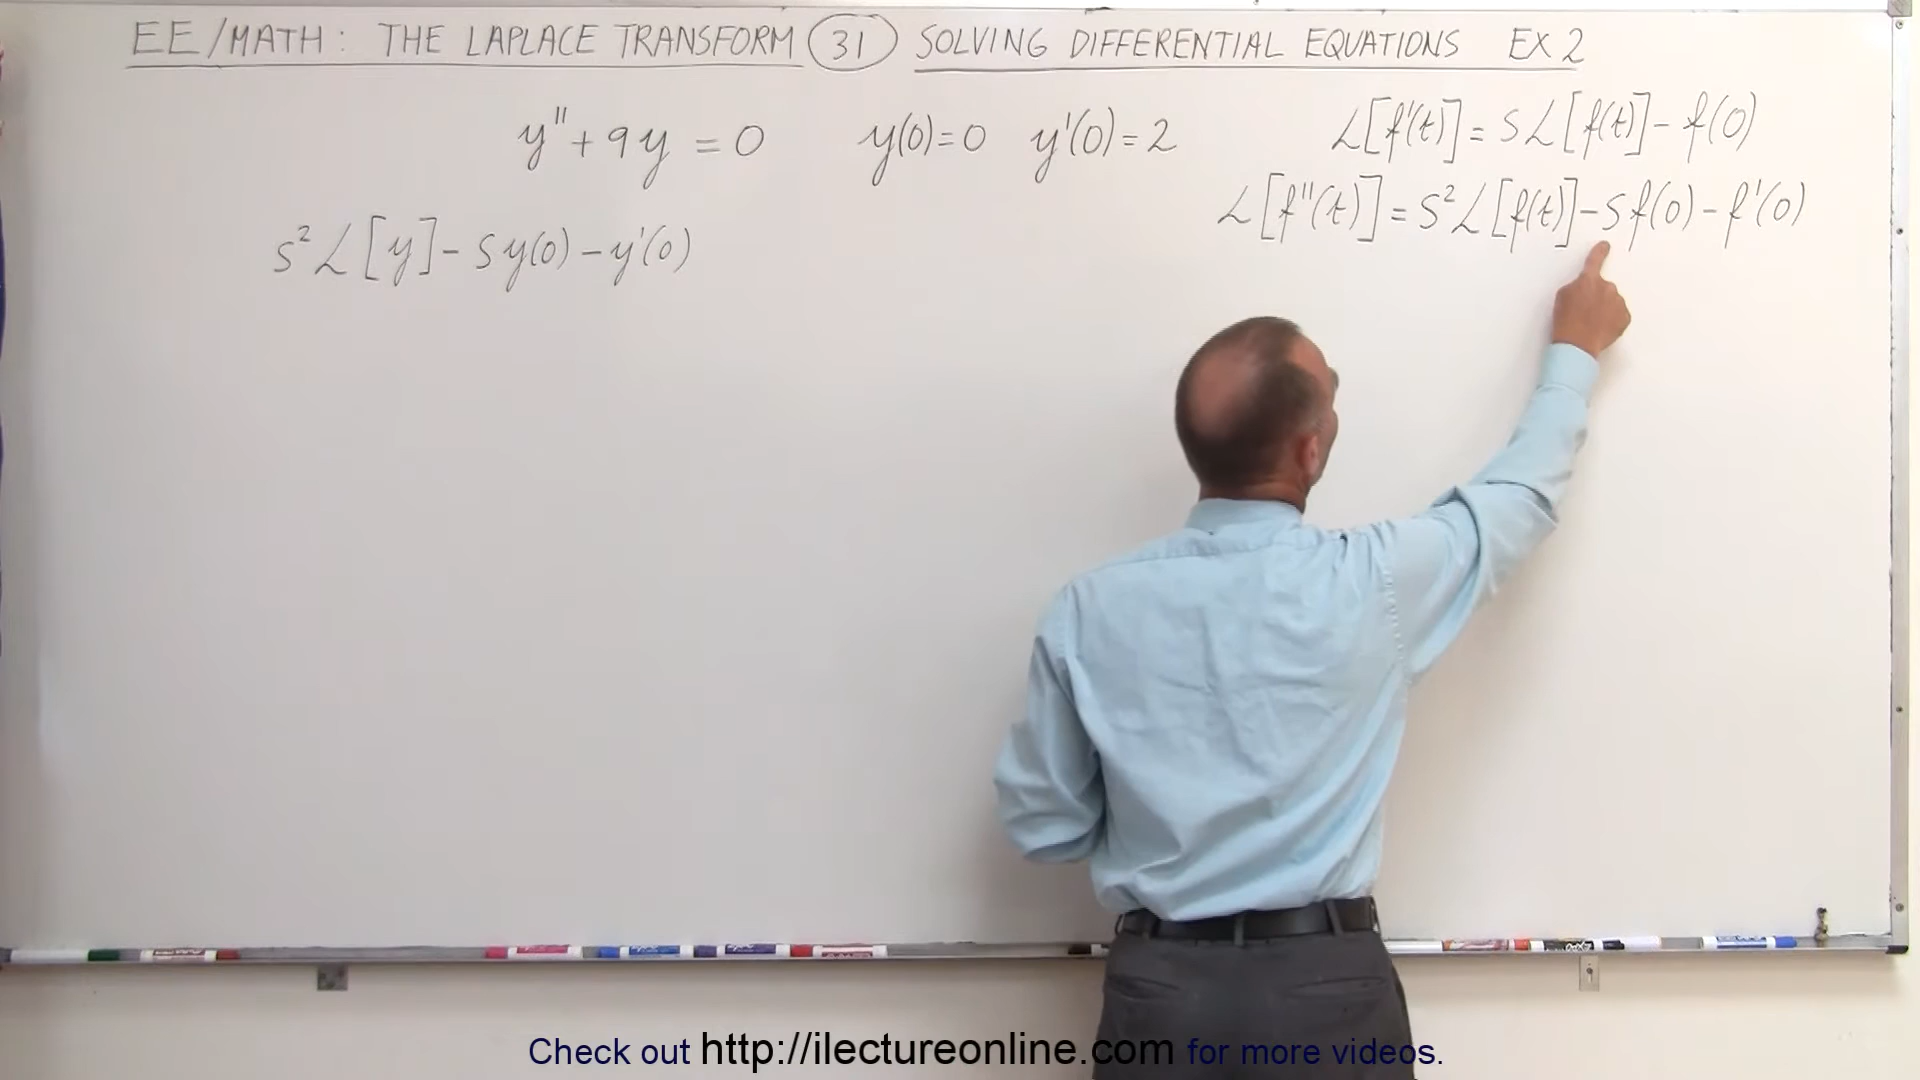 EE/MATH: THE LAPLACE TRANSFORM 31 SOLVING DIFFERENTIAL EQUATIONS EX 2
y'' + 9y = 0 y(0) = 0 y'(0) = 2
ℒ[f'(t)] = sℒ[f(t)] - f(0)
ℒ[f''(t)] = s²ℒ[f(t)] - sf(0) - f'(0)
s²ℒ[y] - sy(0) - y'(0)
Check out http://ilectureonline.com for more videos.